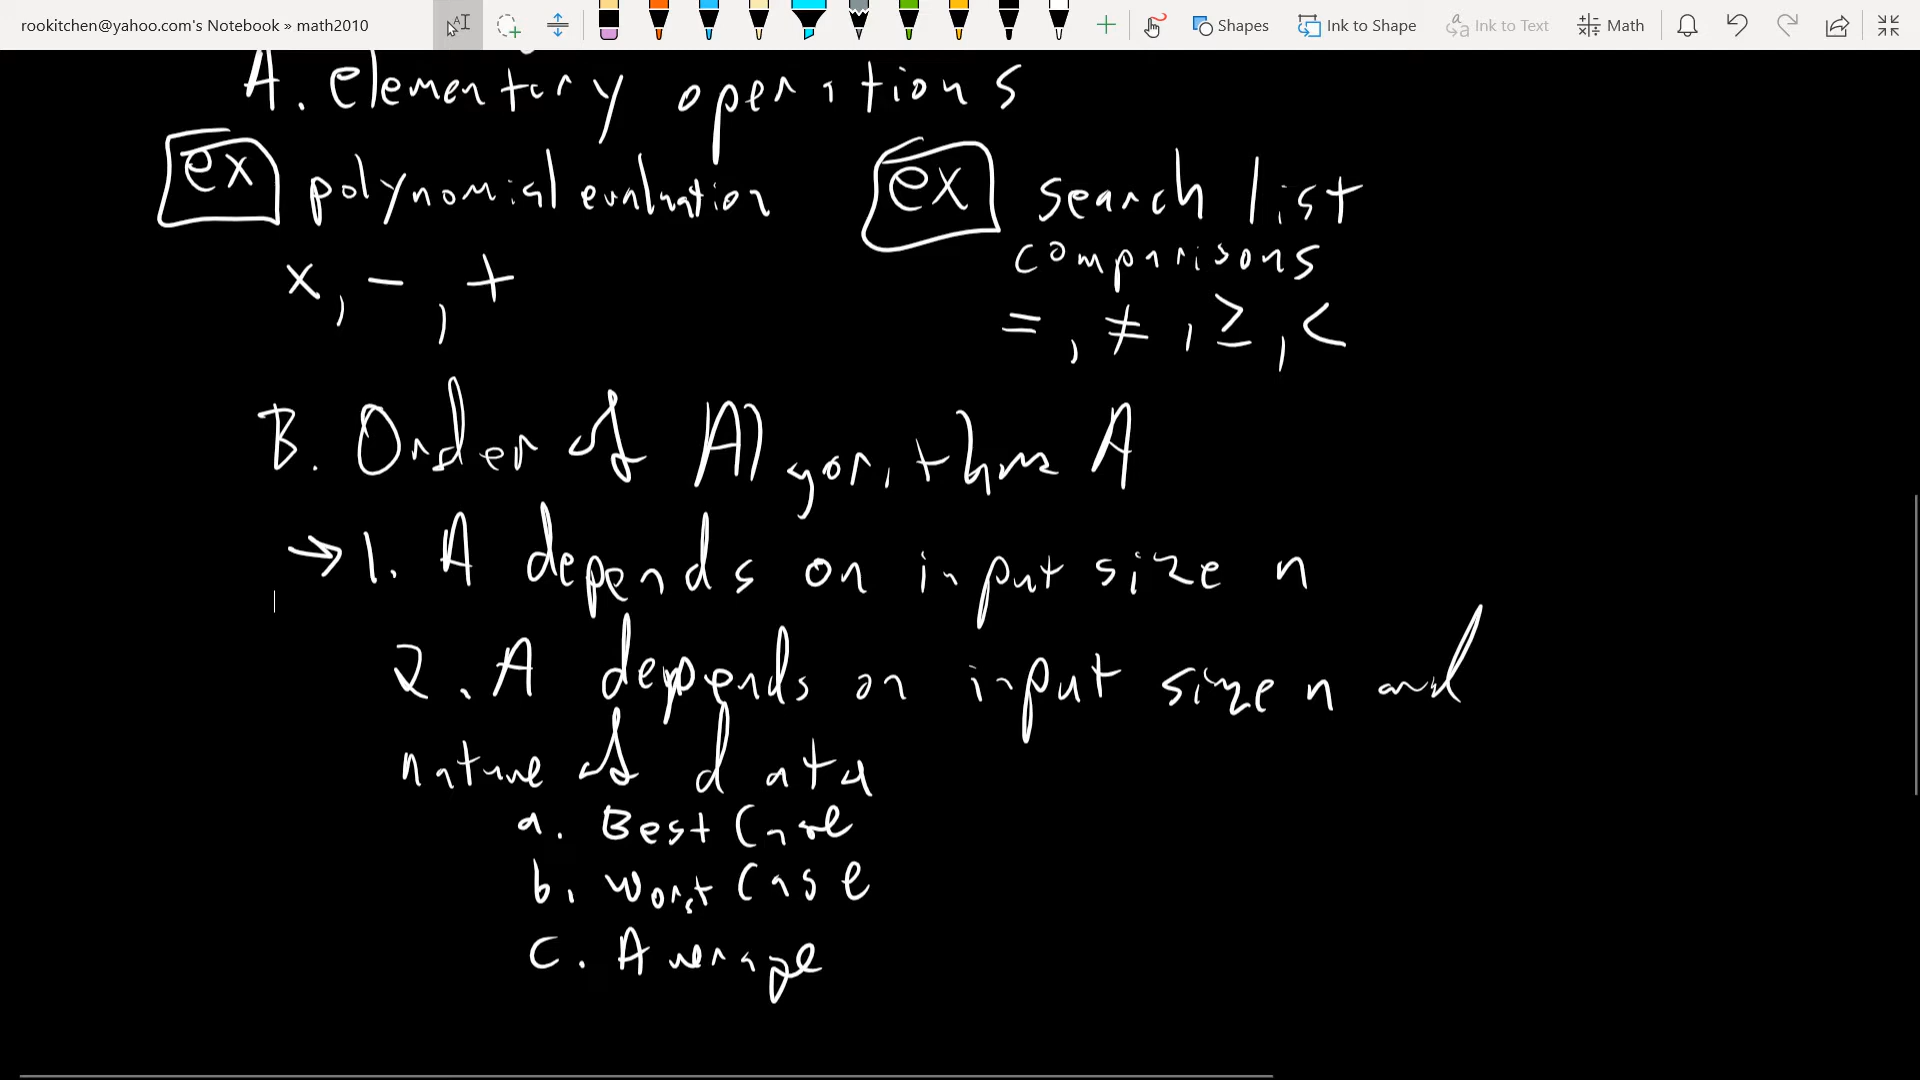 rookitchen@yahoo.com's Notebook » math2010
Shapes
Ink to Shape
Ink to Text
Math
A. elementary operations
ex polynomial evaluation
x, -, +
ex search list
comparisons
=, ≠, ≥, <
B. Order of Algorithm A
→ 1. A depends on input size n
2. A depends on input size n and
nature of data
a. Best Case
b. Worst Case
c. Average